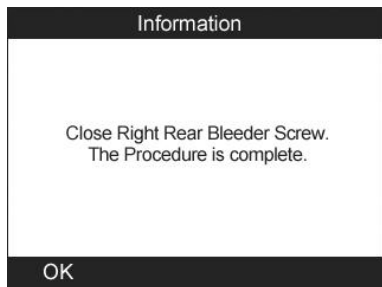 Information
Close Right Rear Bleeder Screw.
The Procedure is complete.
OK